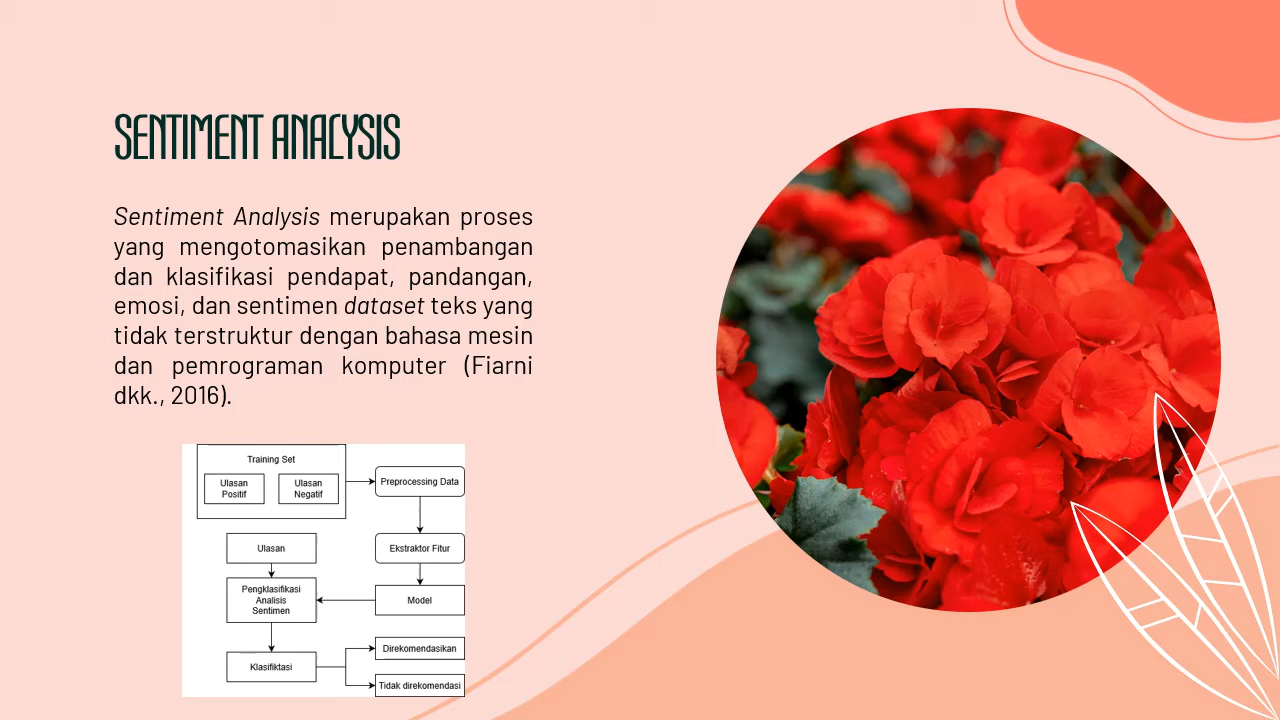 SENTIMENT ANALYSIS
Sentiment Analysis merupakan proses
yang mengotomasikan penambangan
dan klasifikasi pendapat, pandangan,
emosi, dan sentimen dataset teks yang
tidak terstruktur dengan bahasa mesin
dan pemrograman komputer (Fiarni
dkk., 2016).
Training Set
Ulasan
Positif
Ulasan
Negatif
Preprocessing Data
Ulasan
Ekstraktor Fitur
Pengklasifikasi
Analisis
Sentimen
Model
Klasifiktasi
Direkomendasikan
Tidak direkomendasi